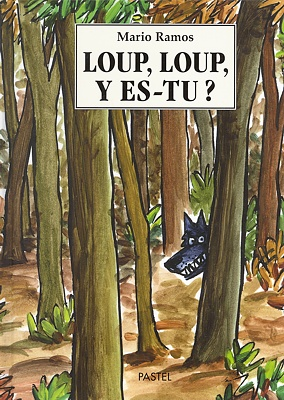 Mario Ramos
LOUP, LOUP,
Y ES-TU ?
PASTEL